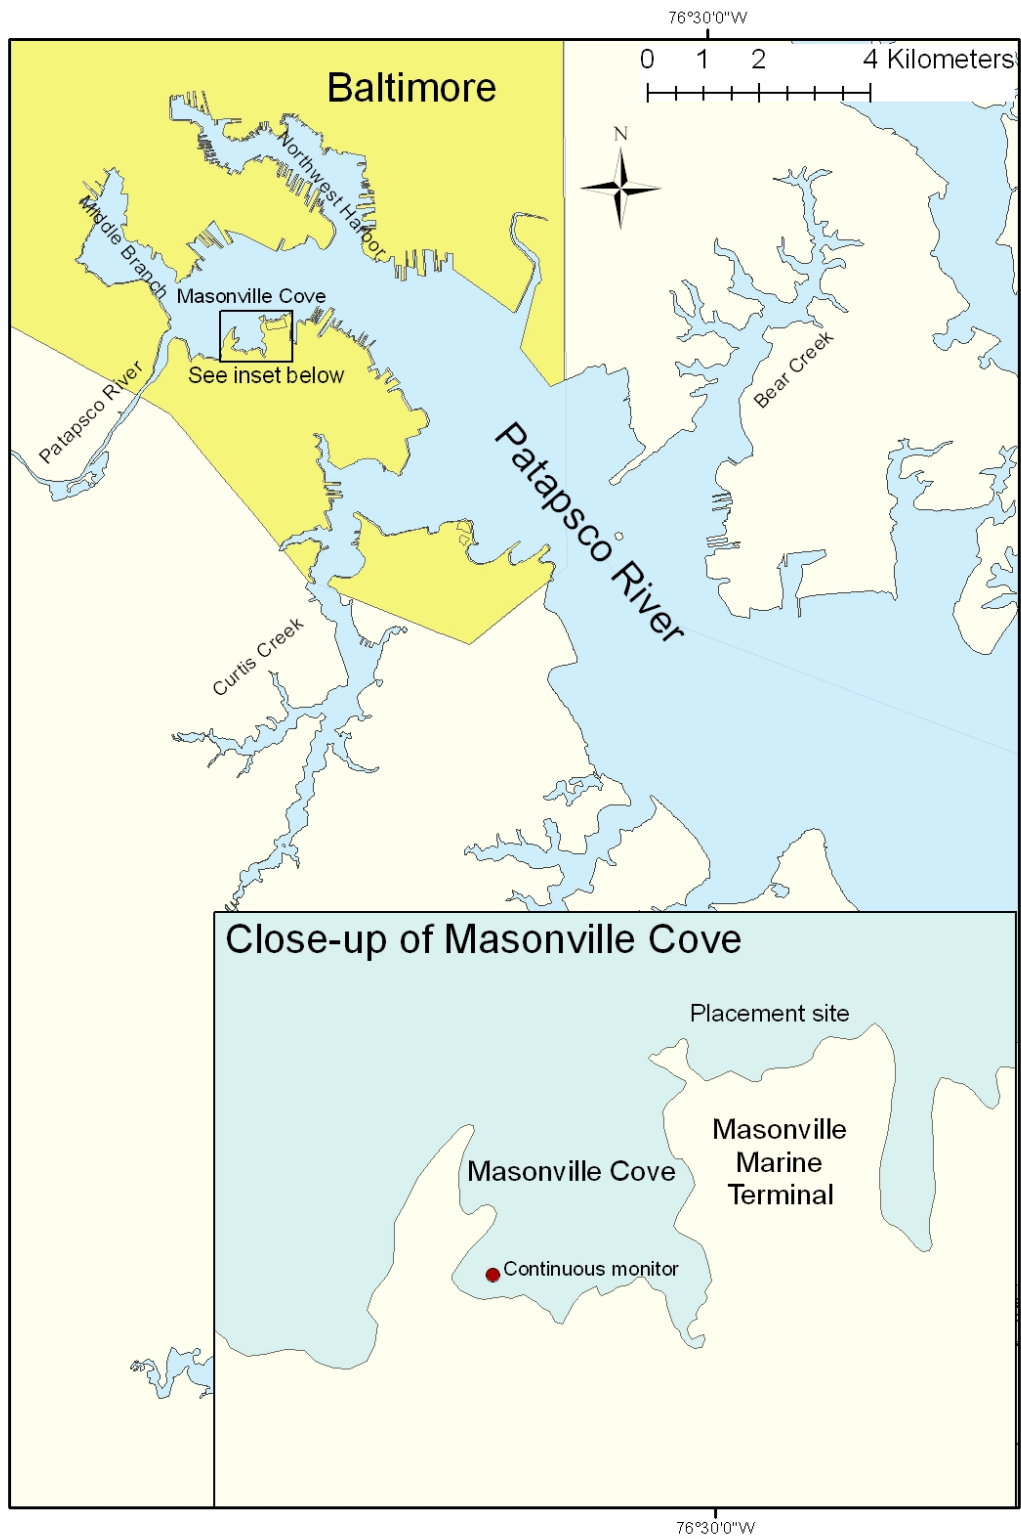 76°30'0"W
0 1 2 4 Kilometers
Baltimore
N
Northwest Harbor
Middle Branch
Masonville Cove
See inset below
Patapsco River
Bear Creek
Patapsco River
Curtis Creek
Close-up of Masonville Cove
Placement site
Masonville
Marine
Terminal
Masonville Cove
Continuous monitor
76°30'0"W